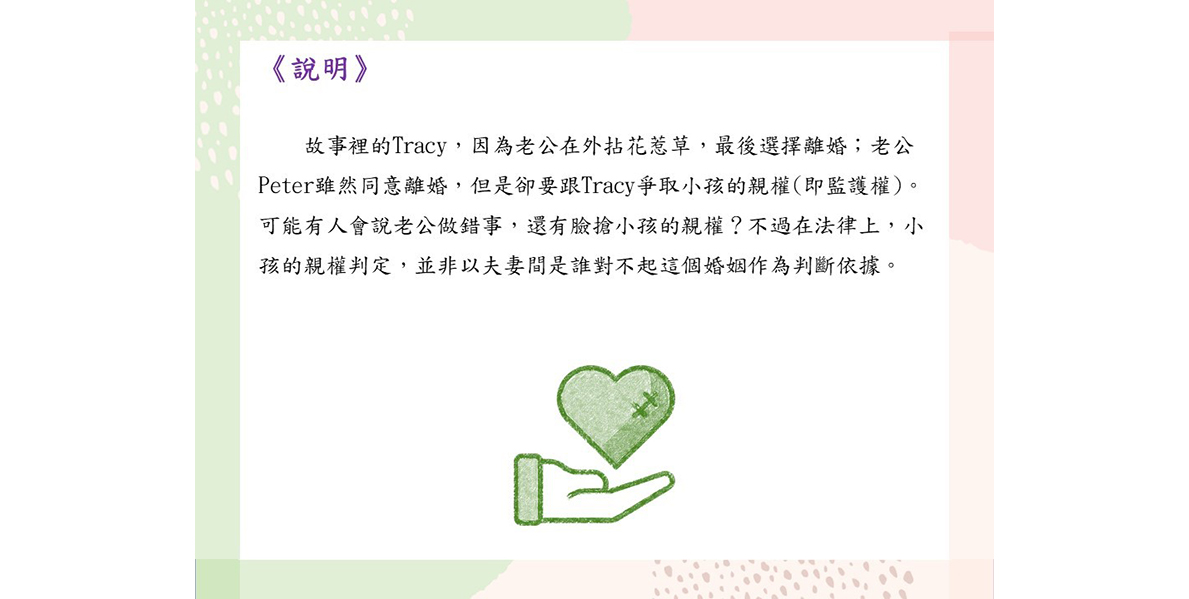 《說明》
故事裡的Tracy，因為老公在外拈花惹草，最後選擇離婚；老公
Peter雖然同意離婚，但是卻要跟Tracy爭取小孩的親權(即監護權)。
可能有人會說老公做錯事，還有臉搶小孩的親權？不過在法律上，小
孩的親權判定，並非以夫妻間是誰對不起這個婚姻作為判斷依據。